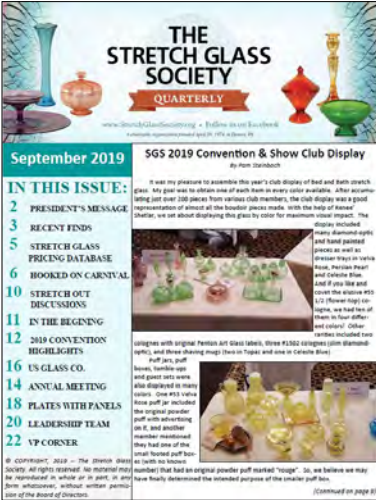 THE
STRETCH GLASS
SOCIETY
QUARTERLY
www.StretchGlassSociety.org • Follow us on Facebook
September 2019
IN THIS ISSUE:
2 PRESIDENT'S MESSAGE
3 RECENT FINDS
5 STRETCH GLASS
PRICING DATABASE
6 HOOKED ON CARNIVAL
10 STRETCH OUT
DISCUSSIONS
11 IN THE BEGINING
12 2019 CONVENTION
HIGHLIGHTS
16 US GLASS CO.
14 ANNUAL MEETING
18 PLATES WITH PANELS
20 LEADERSHIP TEAM
22 VP CORNER
© COPYRIGHT, 2019 – The Stretch Glass
Society. All rights reserved. No material may
be reproduced in whole or in part, in any
form whatsoever, without written permis-
sion of the Board of Directors.
SGS 2019 Convention & Show Club Display
By Pam Steinbach
It was my pleasure to assemble this year's club display of Bed and Bath stretch
glass. My goal was to obtain one of each item in every color available. After accumu-
lating just over 200 pieces from various club members, the club display was a good
representation of almost all the boudoir pieces made. With the help of Renee'
Shetlar, we set about displaying this glass by color for maximum visual impact. The
display included
many diamond-optic
and hand painted
pieces as well as
dresser trays in Velva
Rose, Persian Pearl
and Celeste Blue.
And if you like and
covet the elusive #55
1/2 (flower-top) co-
logne, we had ten of
them in four differ-
ent colors! Other
rarities included two
colognes with original Fenton Art Glass labels, three #1502 colognes (slim diamond-
optic), and three shaving mugs (two in Topaz and one in Celeste Blue)
Puff jars, puff
boxes, tumble-ups
and guest sets were
also displayed in many
colors. One #53 Velva
Rose puff jar included
the original powder
puff with advertising
on it, and another
member mentioned
they had one of the
small footed puff box-
es (with no known
number) that had an original powder puff marked "rouge". So, we believe we may
have finally determined the intended purpose of the smaller puff box.
(Continued on page 3)